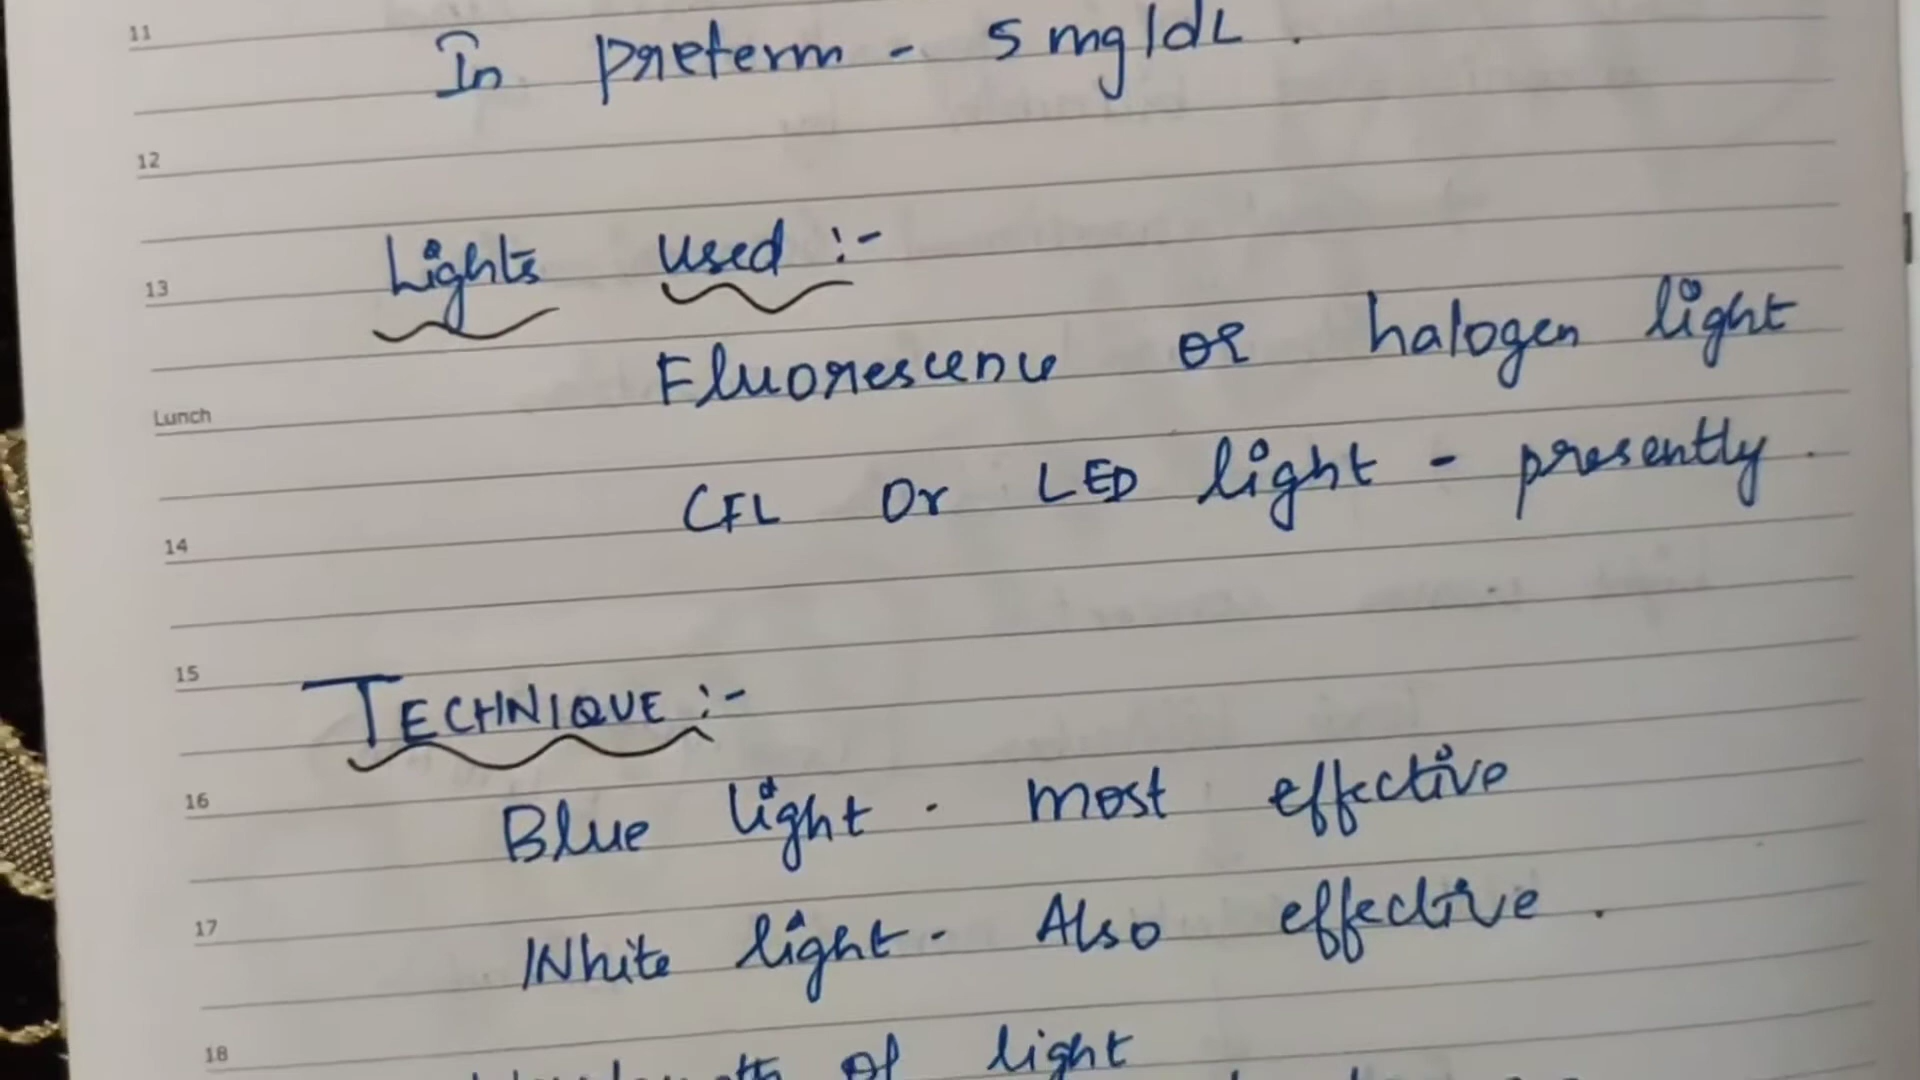 11
In preterm - 5 mg/dL.
12
Lights used :-
13
Fluorescence or halogen light
Lunch
CFL Or LED light - presently.
14
15
TECHNIQUE :-
16
Blue light - most effective
17
White light - Also effective.
18
of light